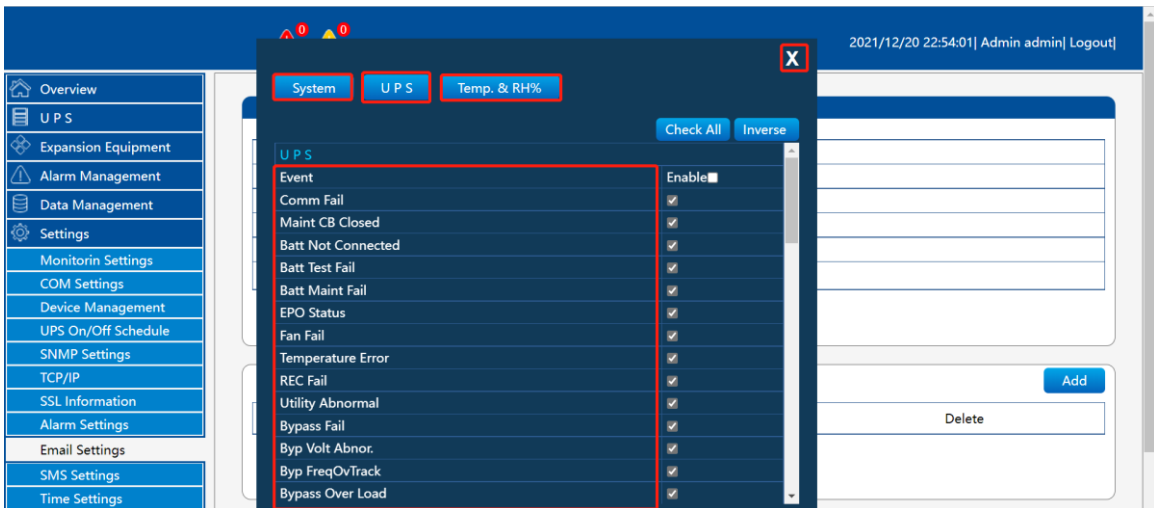 0 0
2021/12/20 22:54:01| Admin admin| Logout|
X
System UPS Temp. & RH%
Check All Inverse
Overview
UPS
Expansion Equipment
Alarm Management
Data Management
Settings
Monitorin Settings
COM Settings
Device Management
UPS On/Off Schedule
SNMP Settings
TCP/IP
SSL Information
Alarm Settings
Email Settings
SMS Settings
Time Settings
UPS
Event Enable
Comm Fail
Maint CB Closed
Batt Not Connected
Batt Test Fail
Batt Maint Fail
EPO Status
Fan Fail
Temperature Error
REC Fail
Utility Abnormal
Bypass Fail
Byp Volt Abnor.
Byp FreqOvTrack
Bypass Over Load
Add
Delete